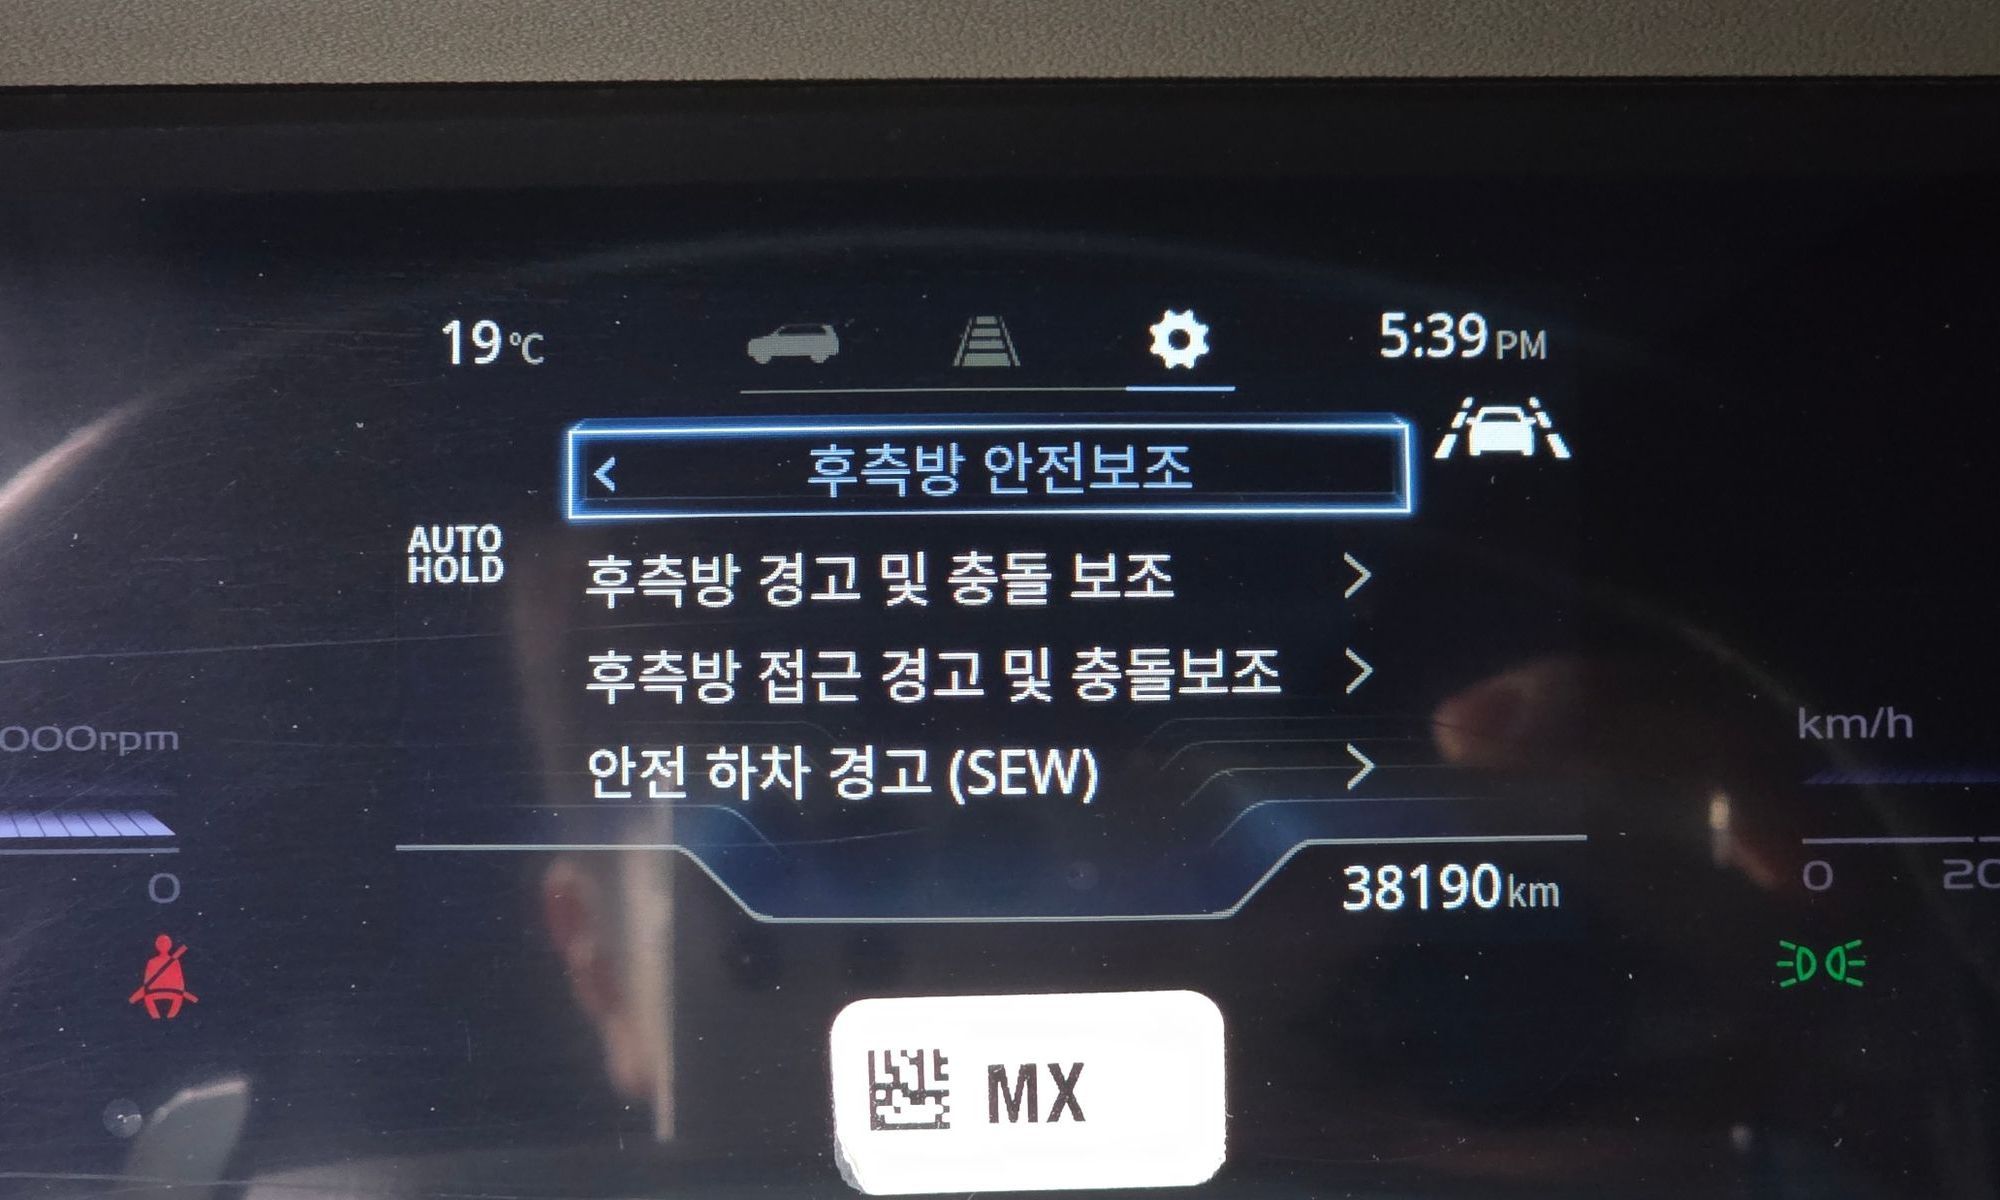 19℃
5:39PM
후측방 안전보조
AUTO
HOLD
후측방 경고 및 충돌 보조
후측방 접근 경고 및 충돌보조
안전 하차 경고 (SEW)
000rpm
km/h
0
38190km
0
20
MX